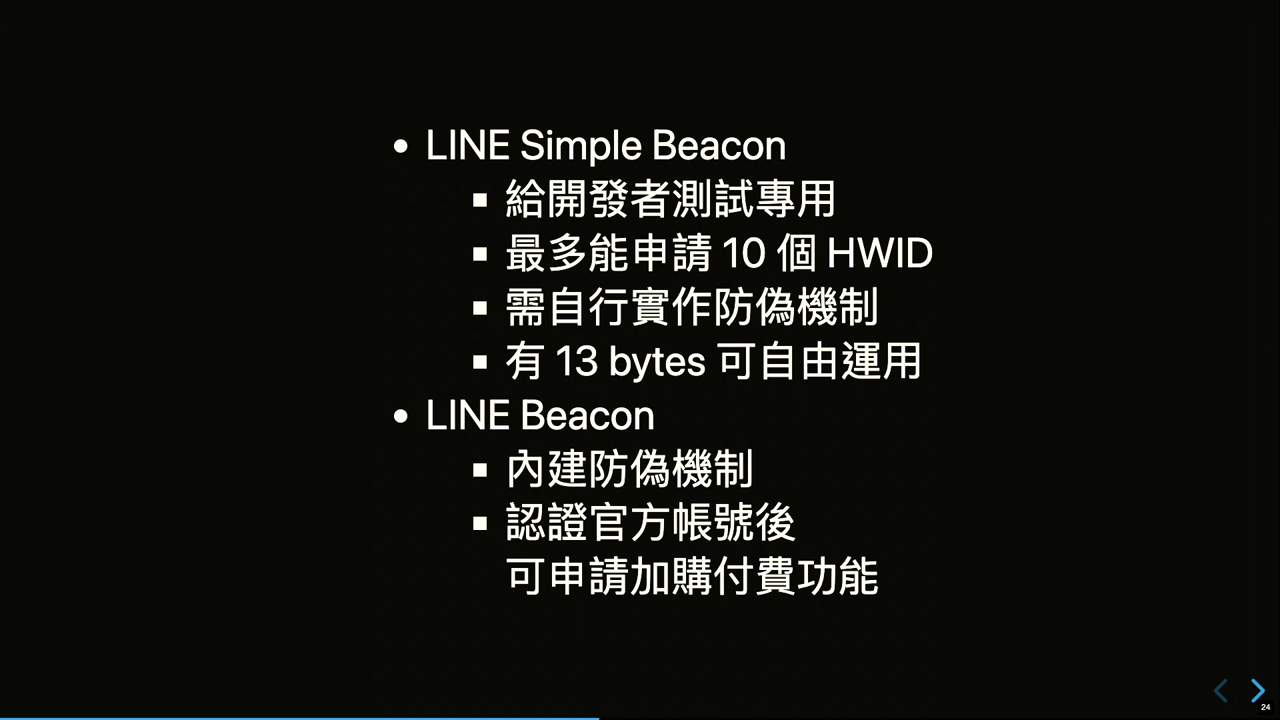 LINE Simple Beacon
給開發者測試專用
最多能申請 10 個 HWID
需自行實作防偽機制
有 13 bytes 可自由運用
LINE Beacon
內建防偽機制
認證官方帳號後
可申請加購付費功能
24